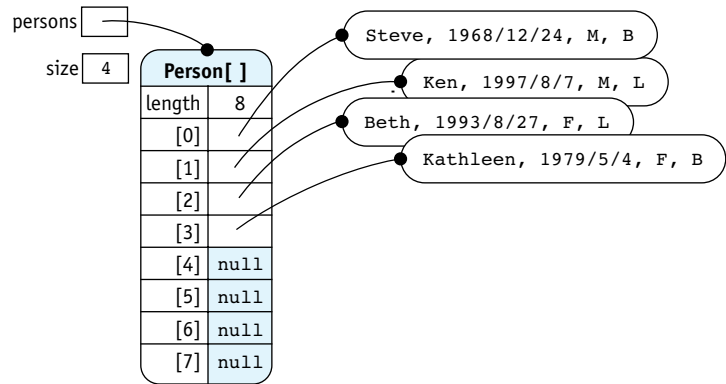 persons
size 4
Person[ ]
length 8
[0]
[1]
[2]
[3]
[4] null
[5] null
[6] null
[7] null
Steve, 1968/12/24, M, B
Ken, 1997/8/7, M, L
Beth, 1993/8/27, F, L
Kathleen, 1979/5/4, F, B